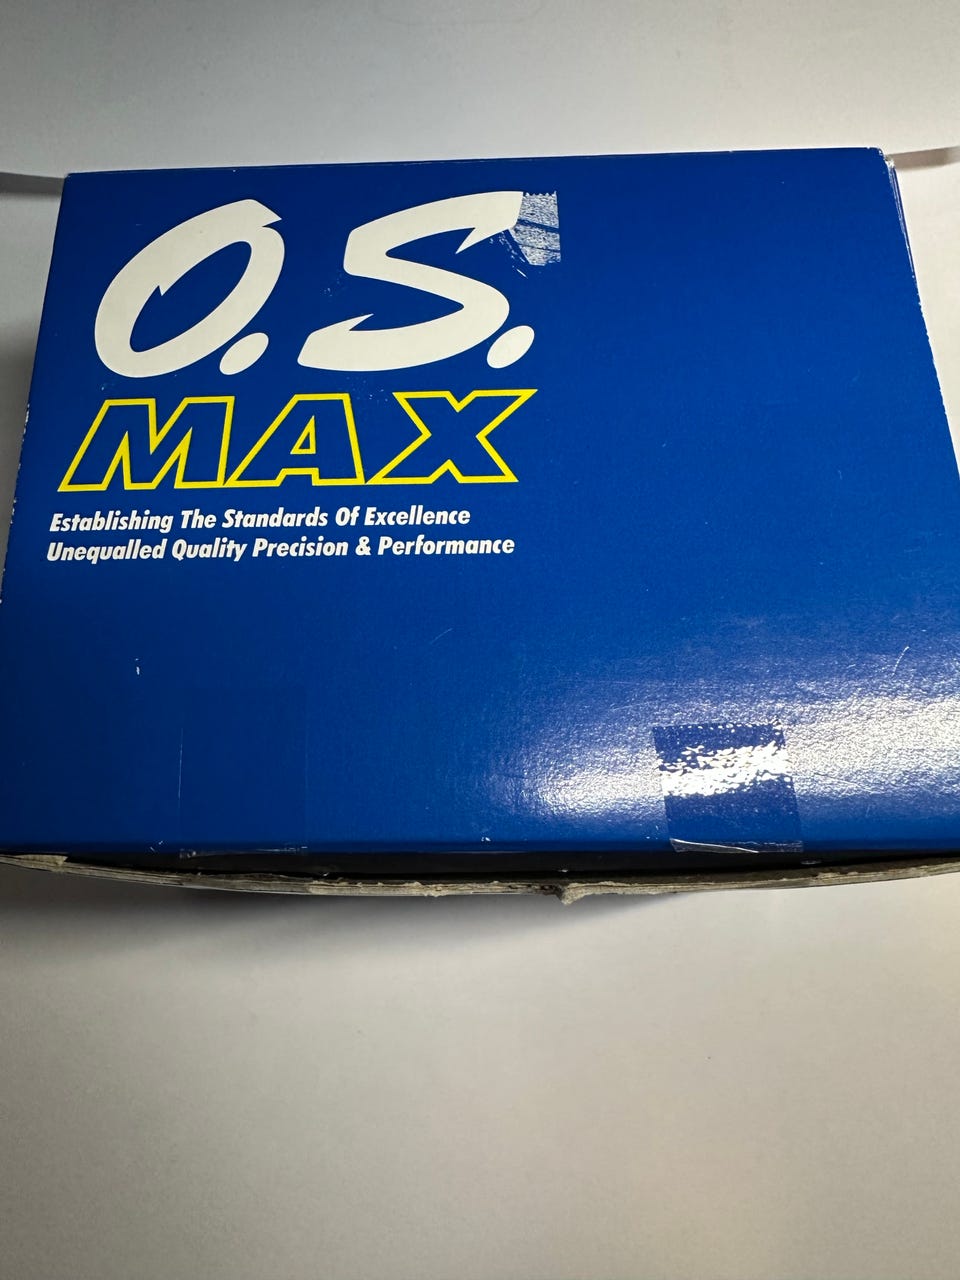 O.S.
MAX
Establishing The Standards Of Excellence
Unequalled Quality Precision & Performance